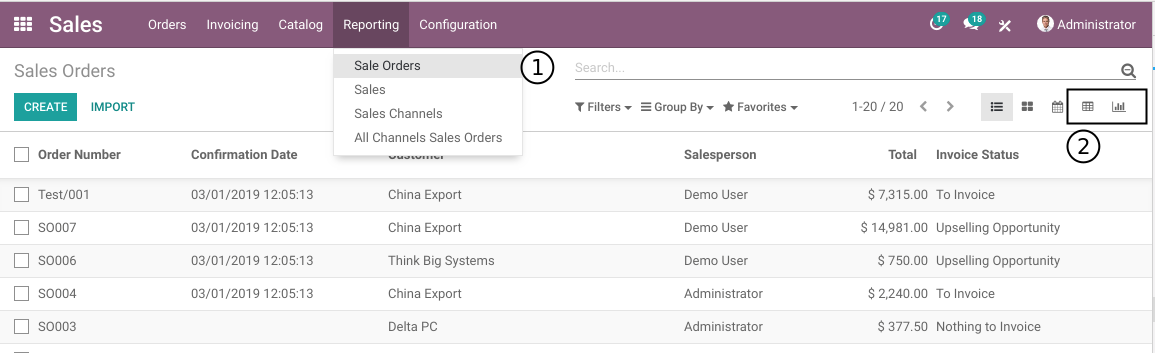 Sales Orders Invoicing Catalog Reporting Configuration 17 18 Administrator
Sales Orders
Sale Orders
Sales
Sales Channels
All Channels Sales Orders
1
Search...
CREATE IMPORT
Filters Group By Favorites 1-20 / 20
2
Order Number Confirmation Date Customer Salesperson Total Invoice Status
Test/001 03/01/2019 12:05:13 China Export Demo User $ 7,315.00 To Invoice
SO007 03/01/2019 12:05:13 China Export Demo User $ 14,981.00 Upselling Opportunity
SO006 03/01/2019 12:05:13 Think Big Systems Demo User $ 750.00 Upselling Opportunity
SO004 03/01/2019 12:05:13 China Export Administrator $ 2,240.00 To Invoice
SO003 Delta PC Administrator $ 377.50 Nothing to Invoice